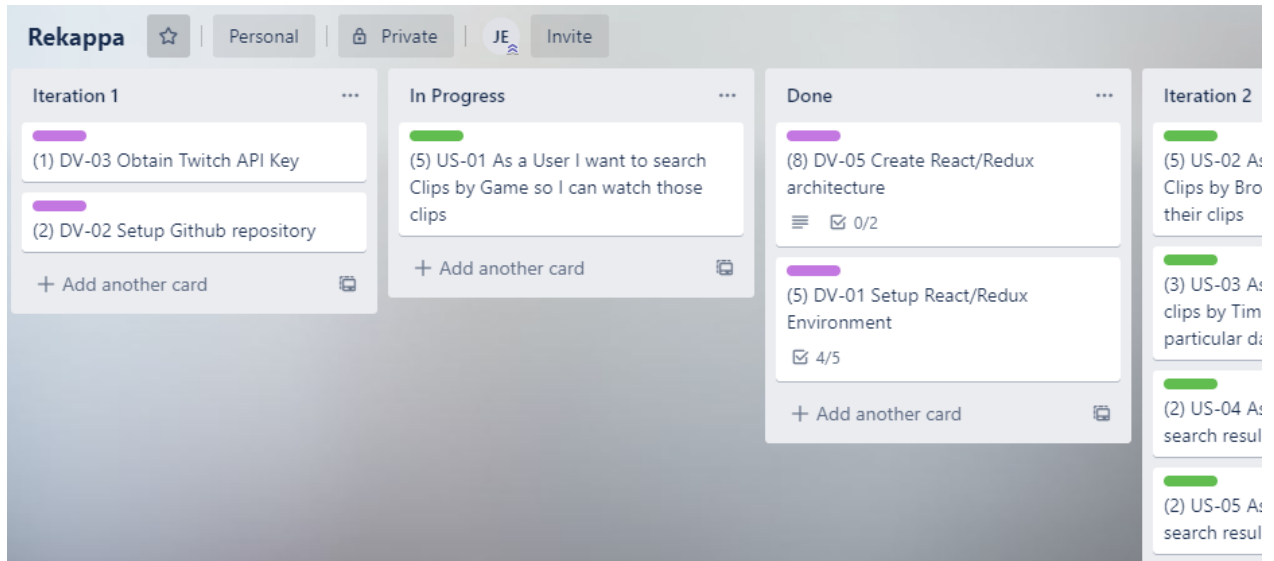 Rekappa
Personal
Private
JE
Invite
Iteration 1
(1) DV-03 Obtain Twitch API Key
(2) DV-02 Setup Github repository
+ Add another card
In Progress
(5) US-01 As a User I want to search
Clips by Game so I can watch those
clips
+ Add another card
Done
(8) DV-05 Create React/Redux
architecture
0/2
(5) DV-01 Setup React/Redux
Environment
4/5
+ Add another card
Iteration 2
(5) US-02 As
Clips by Bro
their clips
(3) US-03 As
clips by Tim
particular da
(2) US-04 As
search resul
(2) US-05 As
search resul